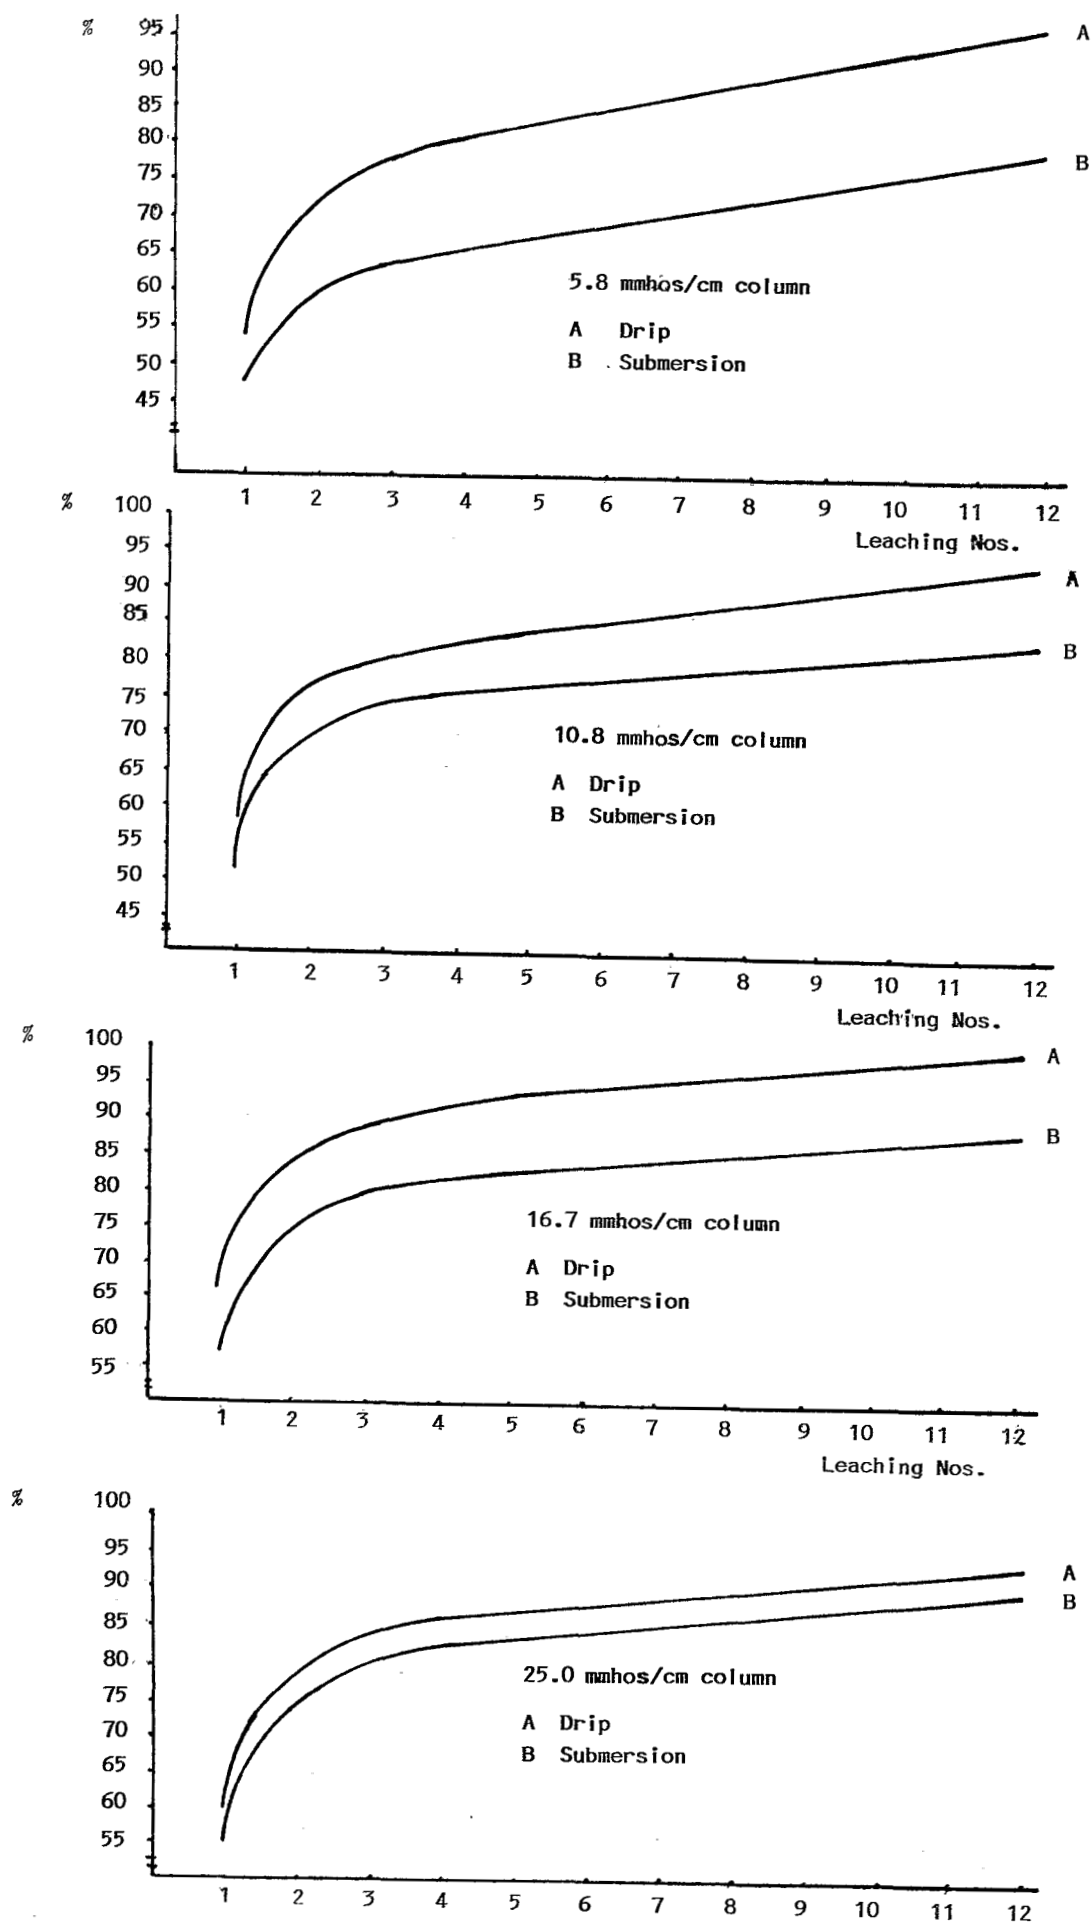 %
95
90
85
80
75
70
65
60
55
50
45
A
B
5.8 mmhos/cm column
A Drip
B Submersion
1 2 3 4 5 6 7 8 9 10 11 12
Leaching Nos.
%
100
95
90
85
80
75
70
65
60
55
50
45
A
B
10.8 mmhos/cm column
A Drip
B Submersion
1 2 3 4 5 6 7 8 9 10 11 12
Leaching Nos.
%
100
95
90
85
80
75
70
65
60
55
A
B
16.7 mmhos/cm column
A Drip
B Submersion
1 2 3 4 5 6 7 8 9 10 11 12
Leaching Nos.
%
100
95
90
85
80
75
70
65
60
55
A
B
25.0 mmhos/cm column
A Drip
B Submersion
1 2 3 4 5 6 7 8 9 10 11 12